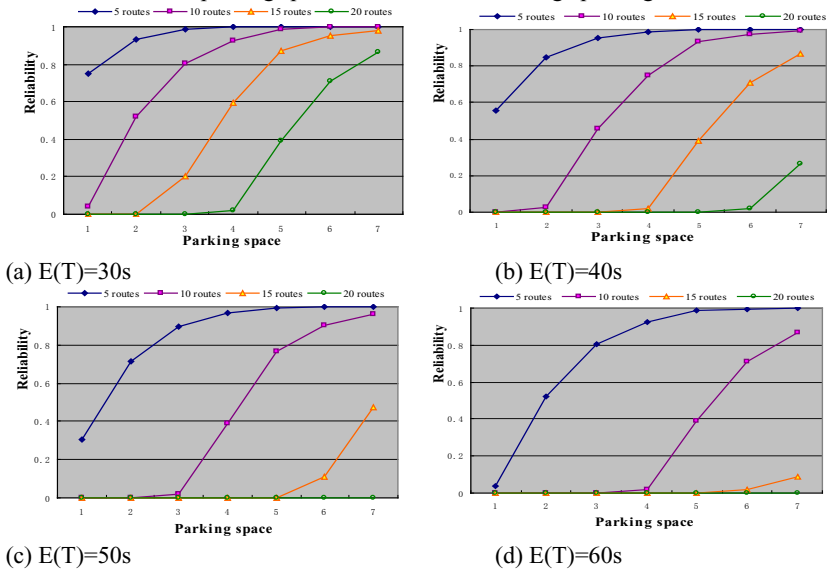 5 routes 10 routes 15 routes 20 routes
Reliability
1
0. 8
0. 6
0. 4
0. 2
0
1 2 3 4 5 6 7
Parking space
(a) E(T)=30s
5 routes 10 routes 15 routes 20 routes
Reliability
1
0. 8
0. 6
0. 4
0. 2
0
1 2 3 4 5 6 7
Parking space
(b) E(T)=40s
5 routes 10 routes 15 routes 20 routes
Reliability
1
0. 8
0. 6
0. 4
0. 2
0
1 2 3 4 5 6 7
Parking space
(c) E(T)=50s
5 routes 10 routes 15 routes 20 routes
Reliability
1
0. 8
0. 6
0. 4
0. 2
0
1 2 3 4 5 6 7
Parking space
(d) E(T)=60s